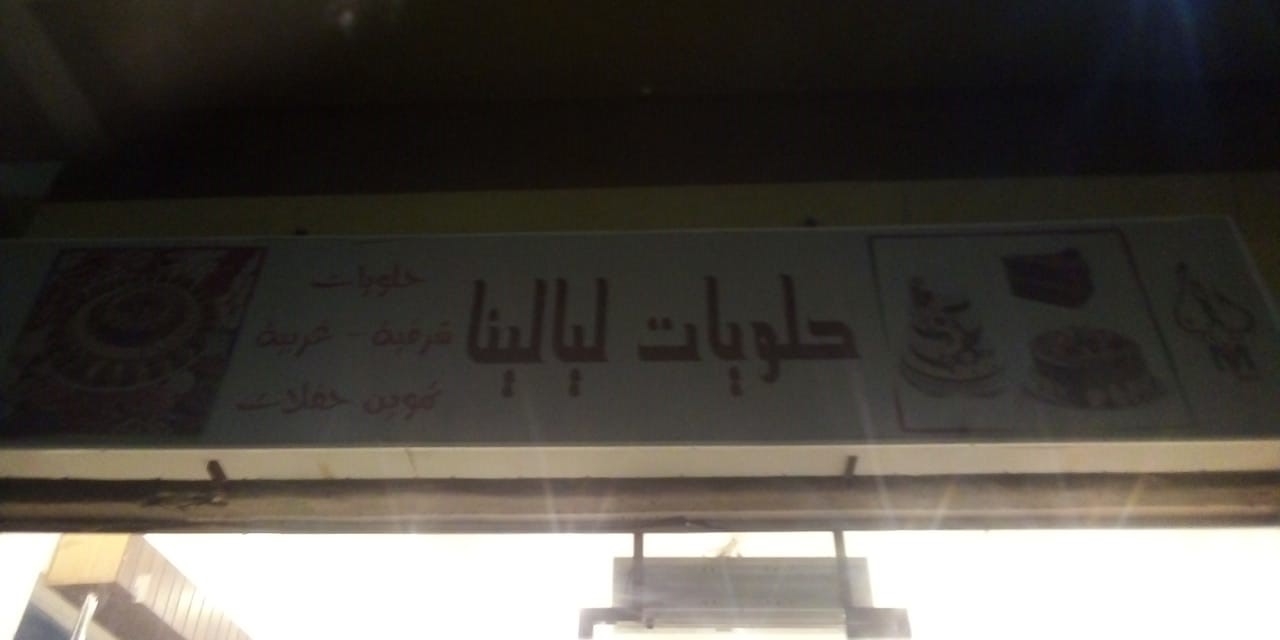 حلويات ليالينا
حلويات
شرقية - غربية
تموين حفلات